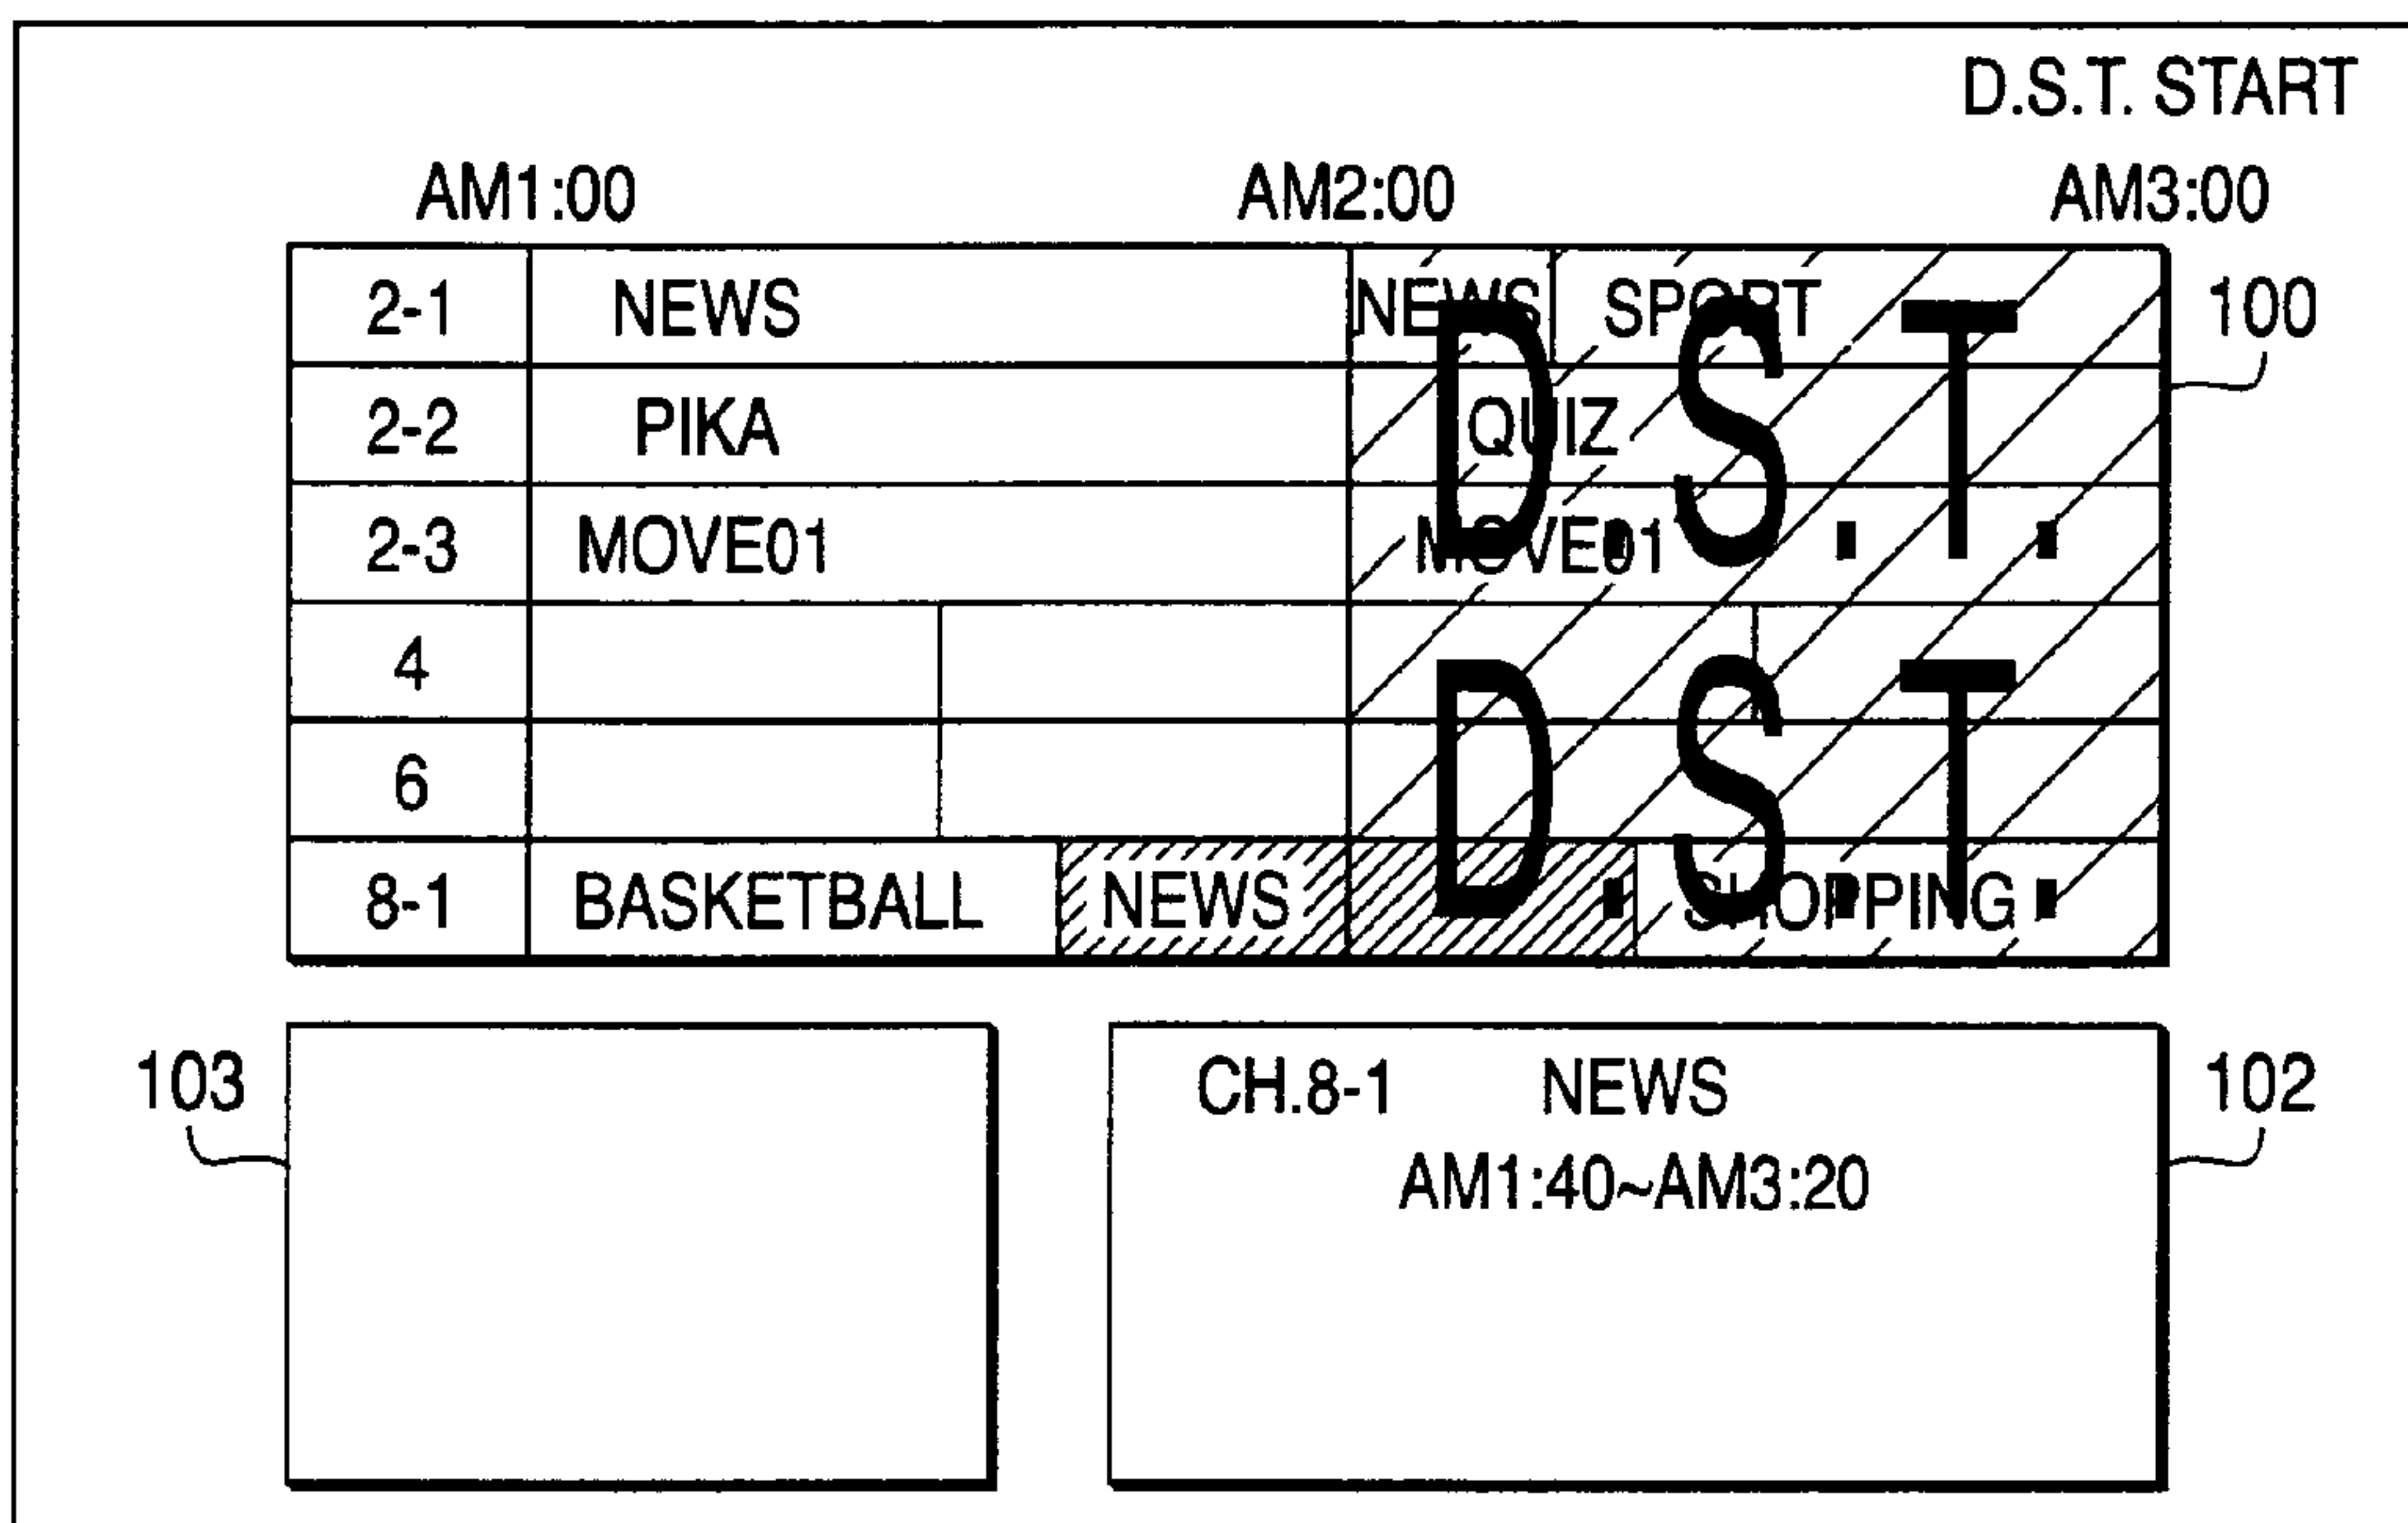 D.S.T. START
AM1:00 AM2:00 AM3:00
2-1 NEWS NEWS SPORT
100
2-2 PIKA QUIZ
2-3 MOVE01 MOVE01
D.S.T.
4
6
8-1 BASKETBALL NEWS SHOPPING
D.S.T.
103
CH.8-1 NEWS
102
AM1:40~AM3:20